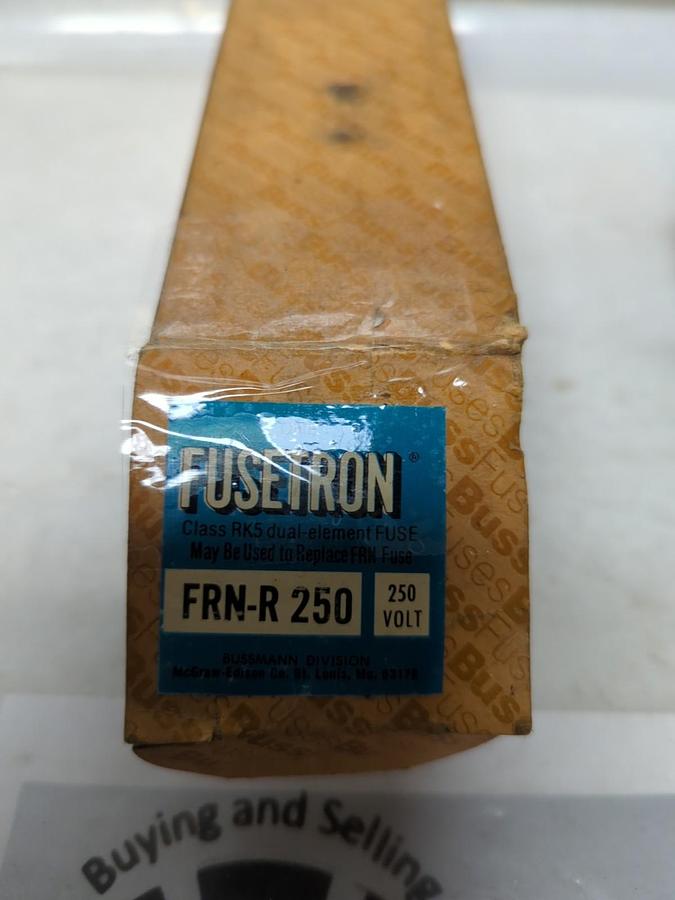 FUSETRON®
Class RK5 dual-element FUSE
May Be Used to Replace FRN Fuse
FRN-R 250
250
VOLT
BUSSMANN DIVISION
McGraw-Edison Co. St. Louis, Mo. 63178
Buying and Selling